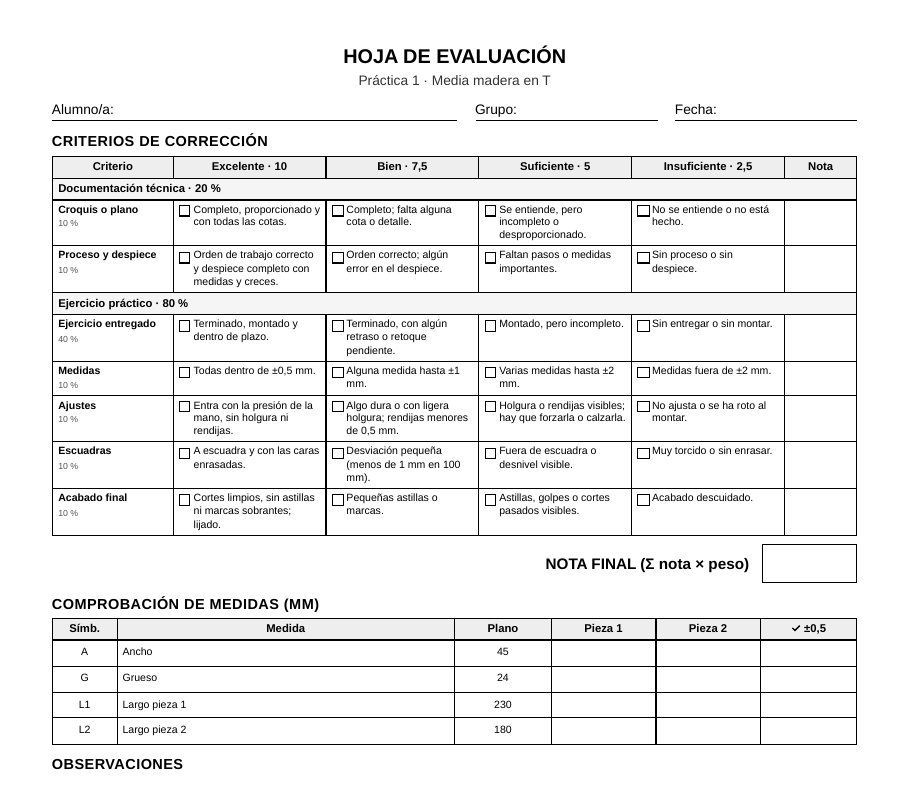 HOJA DE EVALUACIÓN
Práctica 1 · Media madera en T
Alumno/a: Grupo: Fecha:
CRITERIOS DE CORRECCIÓN
Criterio Excelente · 10 Bien · 7,5 Suficiente · 5 Insuficiente · 2,5 Nota
Documentación técnica · 20 %
Croquis o plano
10 %
Completo, proporcionado y
con todas las cotas.
Completo; falta alguna
cota o detalle.
Se entiende, pero
incompleto o
desproporcionado.
No se entiende o no está
hecho.
Proceso y despiece
10 %
Orden de trabajo correcto
y despiece completo con
medidas y creces.
Orden correcto; algún
error en el despiece.
Faltan pasos o medidas
importantes.
Sin proceso o sin
despiece.
Ejercicio práctico · 80 %
Ejercicio entregado
40 %
Terminado, montado y
dentro de plazo.
Terminado, con algún
retraso o retoque
pendiente.
Montado, pero incompleto.
Sin entregar o sin montar.
Medidas
10 %
Todas dentro de ±0,5 mm.
Alguna medida hasta ±1
mm.
Varias medidas hasta ±2
mm.
Medidas fuera de ±2 mm.
Ajustes
10 %
Entra con la presión de la
mano, sin holgura ni
rendijas.
Algo dura o con ligera
holgura; rendijas menores
de 0,5 mm.
Holgura o rendijas visibles;
hay que forzarla o calzarla.
No ajusta o se ha roto al
montar.
Escuadras
10 %
A escuadra y con las caras
enrasadas.
Desviación pequeña
(menos de 1 mm en 100
mm).
Fuera de escuadra o
desnivel visible.
Muy torcido o sin enrasar.
Acabado final
10 %
Cortes limpios, sin astillas
ni marcas sobrantes;
lijado.
Pequeñas astillas o
marcas.
Astillas, golpes o cortes
pasados visibles.
Acabado descuidado.
NOTA FINAL (Σ nota × peso)
COMPROBACIÓN DE MEDIDAS (MM)
Símb. Medida Plano Pieza 1 Pieza 2 ✓ ±0,5
A Ancho 45
G Grueso 24
L1 Largo pieza 1 230
L2 Largo pieza 2 180
OBSERVACIONES